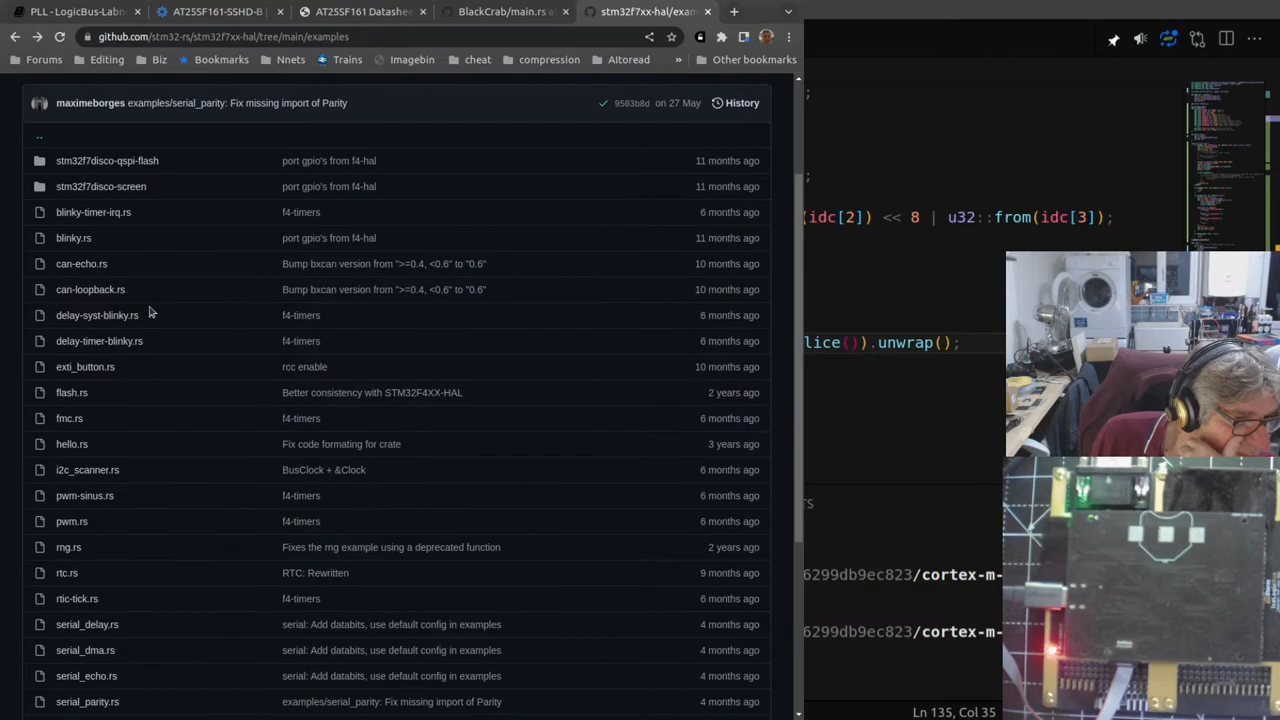 PLL - LogicBus-Labn
AT25SF161-SSHD-B
AT25SF161 Datashee
BlackCrab/main.rs at
stm32f7xx-hal/exam
github.com/stm32-rs/stm32f7xx-hal/tree/main/examples
Forums Editing Biz Bookmarks Nnets Trains Imagebin cheat compression AItoread » Other bookmarks
maximeborges examples/serial_parity: Fix missing import of Parity 9503b8d on 27 May History
..
stm32f7disco-qspi-flash port gpio's from f4-hal 11 months ago
stm32f7disco-screen port gpio's from f4-hal 11 months ago
blinky-timer-irq.rs f4-timers 6 months ago
blinky.rs port gpio's from f4-hal 11 months ago
can-echo.rs Bump bxcan version from ">=0.4, <0.6" to "0.6" 10 months ago
can-loopback.rs Bump bxcan version from ">=0.4, <0.6" to "0.6" 10 months ago
delay-syst-blinky.rs f4-timers 6 months ago
delay-timer-blinky.rs f4-timers 6 months ago
exti_button.rs rcc enable 10 months ago
flash.rs Better consistency with STM32F4XX-HAL 2 years ago
fmc.rs f4-timers 6 months ago
hello.rs Fix code formating for crate 3 years ago
i2c_scanner.rs BusClock + &Clock 6 months ago
pwm-sinus.rs f4-timers 6 months ago
pwm.rs f4-timers 6 months ago
rng.rs Fixes the rng example using a deprecated function 2 years ago
rtc.rs RTC: Rewritten 9 months ago
rtic-tick.rs f4-timers 6 months ago
serial_delay.rs serial: Add databits, use default config in examples 4 months ago
serial_dma.rs serial: Add databits, use default config in examples 4 months ago
serial_echo.rs serial: Add databits, use default config in examples 4 months ago
serial_parity.rs examples/serial_parity: Fix missing import of Parity 4 months ago
;
;
(idc[2]) << 8 | u32::from(idc[3]);
lice()).unwrap();
TS
6299db9ec823/cortex-m-
6299db9ec823/cortex-m-
Ln 135, Col 35